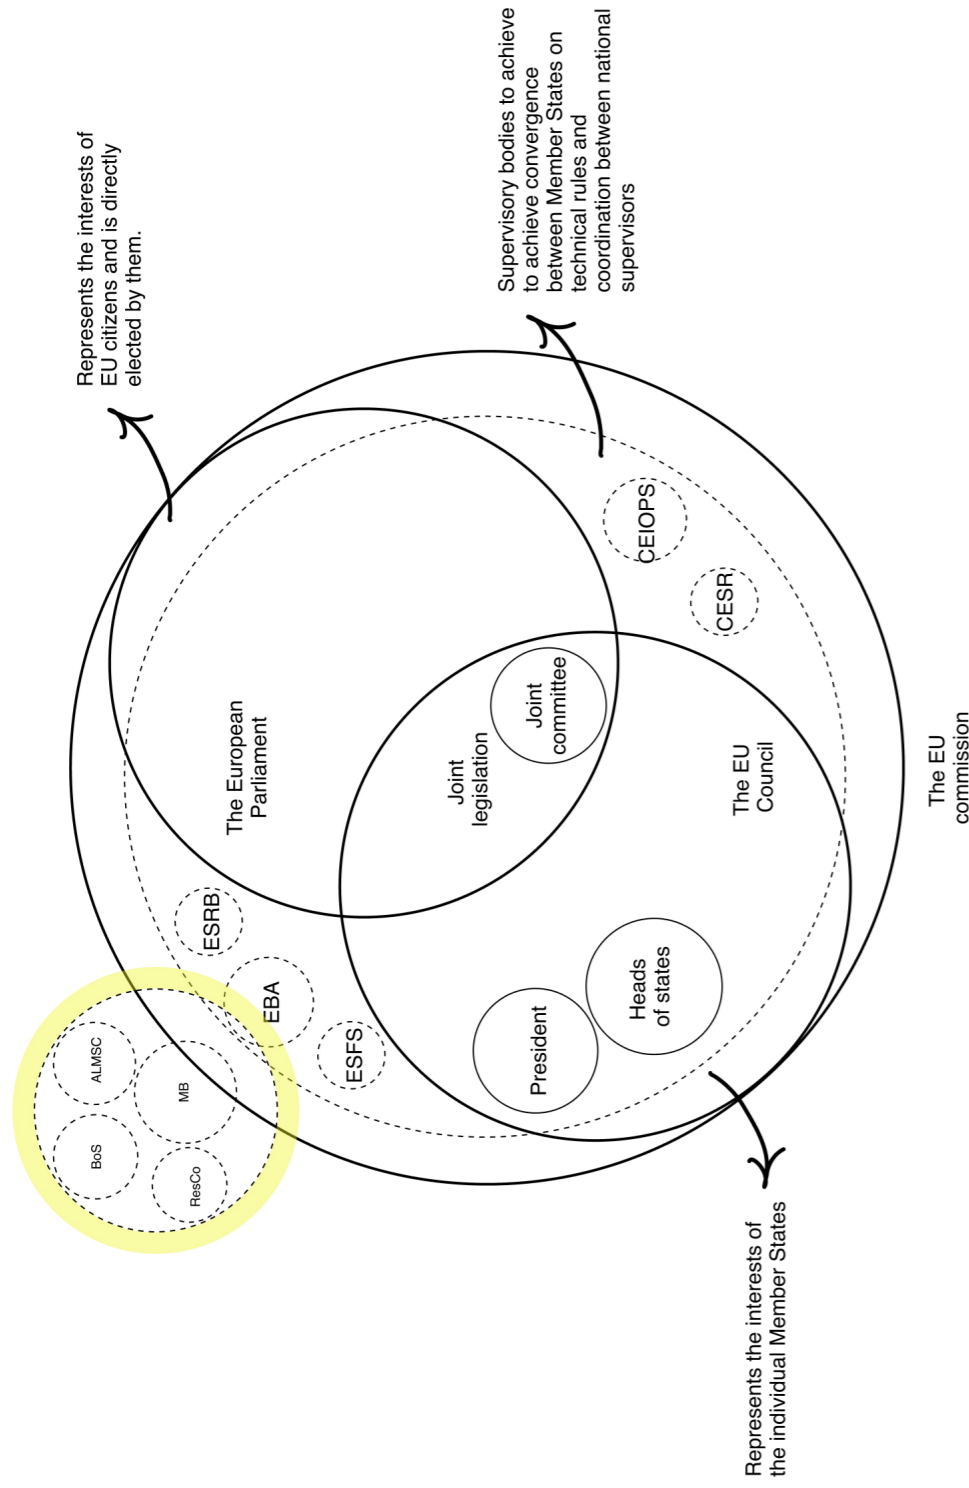 Represents the interests of
EU citizens and is directly
elected by them.
Supervisory bodies to achieve
to achieve convergence
between Member States on
technical rules and
coordination between national
supervisors
ALMSC
BoS
MB
ResCo
ESRB
EBA
ESFS
The European
Parliament
Joint
legislation
Joint
committee
CEIOPS
CESR
President
Heads
of states
The EU
Council
The EU
commission
Represents the interests of
the individual Member States